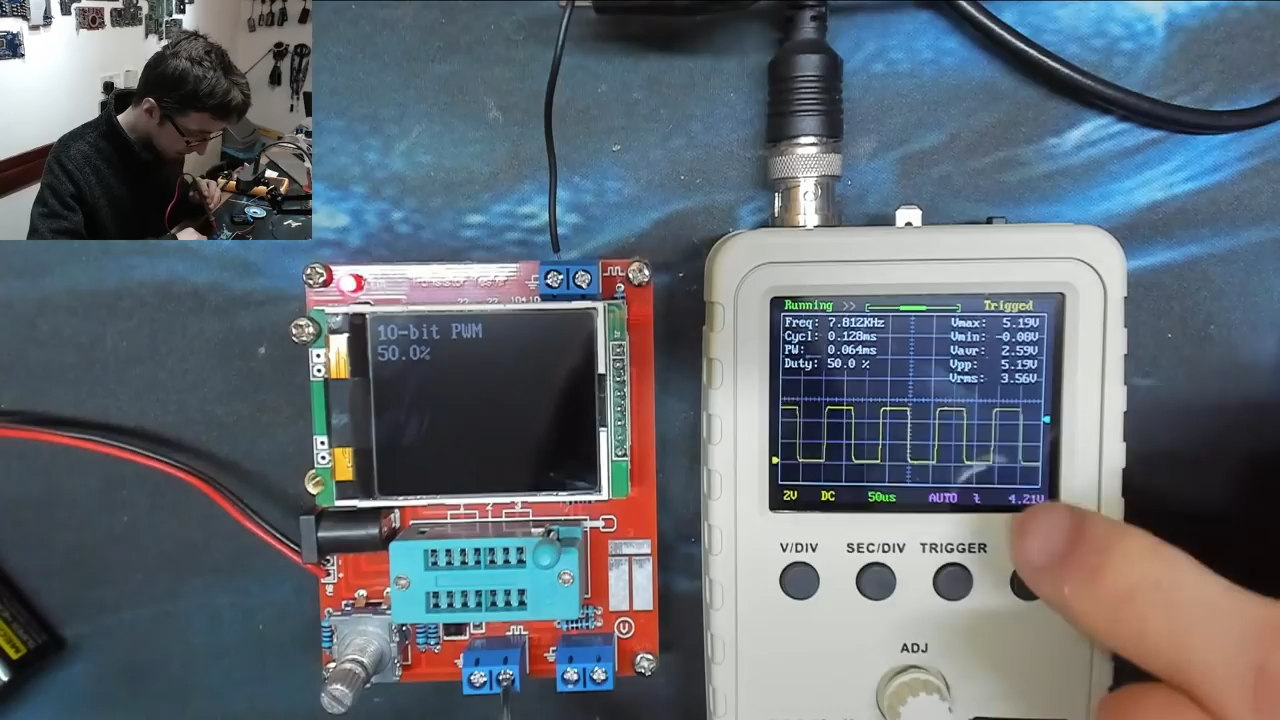 Transistor Tester
10-bit PWM
50.0%
Running >> Trigged
Freq: 7.812KHz Vmax: 5.19V
Cycl: 0.128ms Vmin: -0.08V
PW: 0.064ms Vavr: 2.59V
Duty: 50.0 % Vpp: 5.19V
Vrms: 3.56V
2V DC 50us AUTO 4.21V
V/DIV SEC/DIV TRIGGER
ADJ